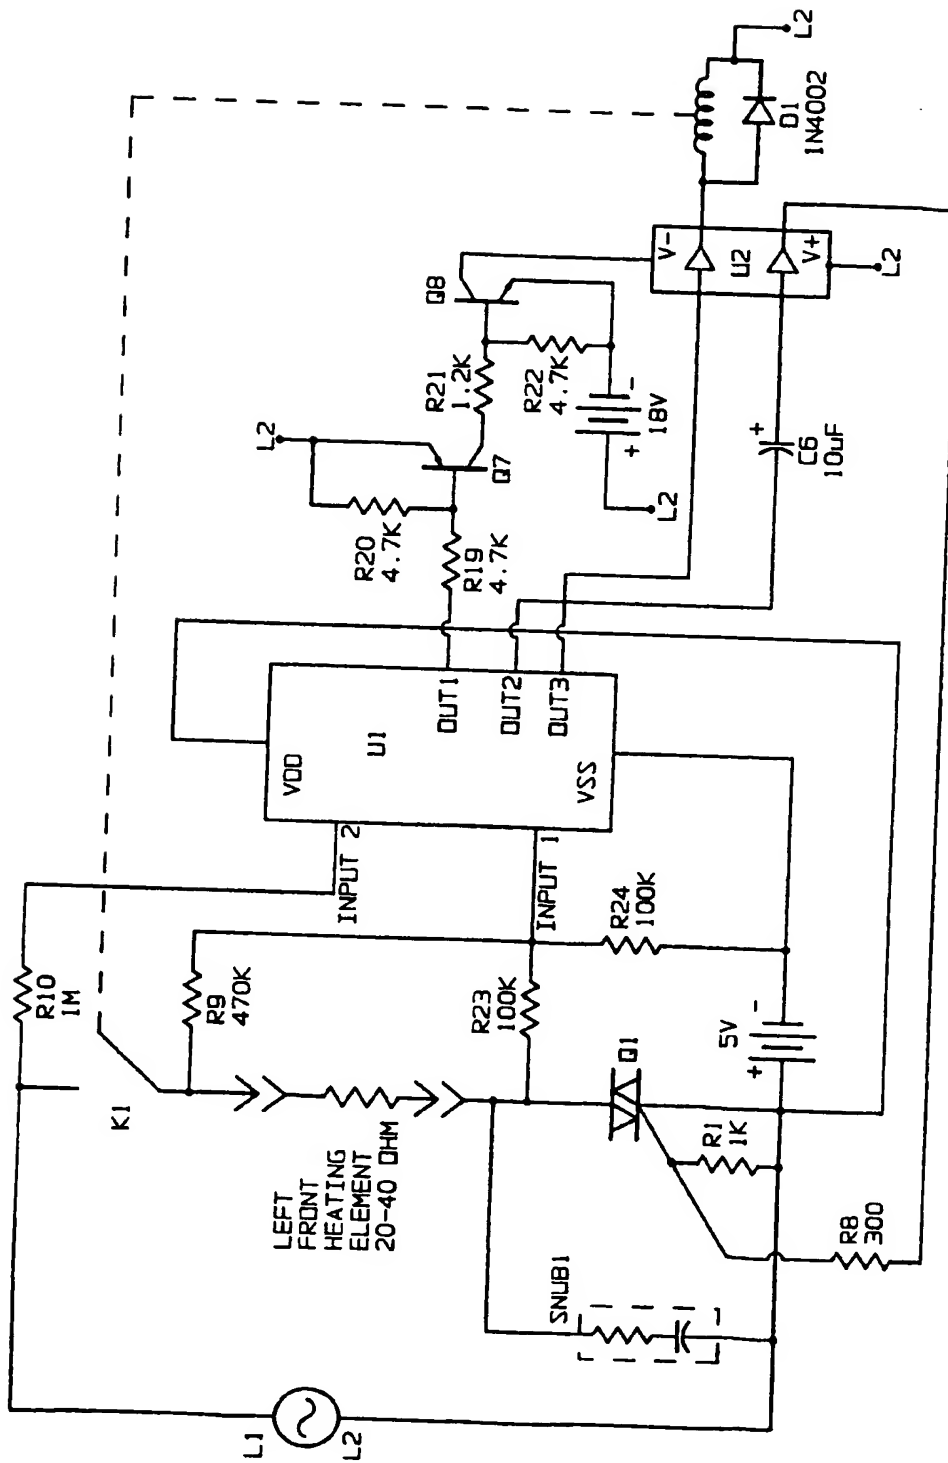 L1
L2
R10
1M
K1
R9
470K
LEFT
FRONT
HEATING
ELEMENT
20-40 OHM
SNUB1
R23
100K
Q1
R1
1K
R8
300
5V
+
-
R24
100K
INPUT 2
INPUT 1
VDD
U1
VSS
OUT1
OUT2
OUT3
R20
4.7K
R19
4.7K
L2
Q7
R21
1.2K
Q8
R22
4.7K
+
-
18V
L2
+
C6
10uF
V-
U2
V+
L2
D1
1N4002
L2